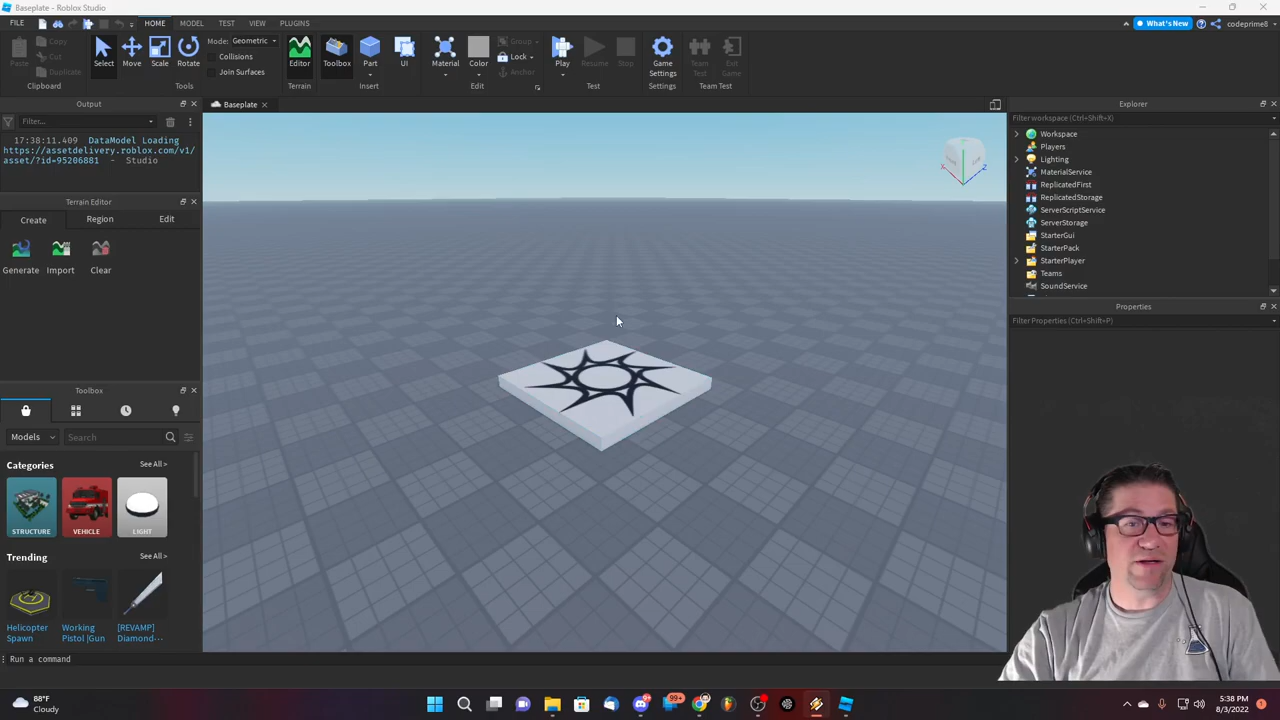 Baseplate - Roblox Studio
FILE HOME MODEL TEST VIEW PLUGINS What's New codeprime8
Paste Copy Cut Duplicate Select Move Scale Rotate Mode: Geometric Collisions Join Surfaces Editor Toolbox Part UI Material Color Group Lock Anchor Play Resume Stop Game Settings Team Test Exit Game
Clipboard Tools Terrain Insert Edit Test Settings Team Test
Output
Filter...
17:38:11.409 DataModel Loading
https://assetdelivery.roblox.com/v1/
asset/?id=95206881 - Studio
Terrain Editor
Create Region Edit
Generate Import Clear
Toolbox
Models Search
Categories See All >
STRUCTURE VEHICLE LIGHT
Trending See All >
Helicopter Working [REVAMP]
Spawn Pistol |Gun Diamond-...
Run a command
Baseplate
X Z
Explorer
Filter workspace (Ctrl+Shift+X)
Workspace
Players
Lighting
MaterialService
ReplicatedFirst
ReplicatedStorage
ServerScriptService
ServerStorage
StarterGui
StarterPack
StarterPlayer
Teams
SoundService
Properties
Filter Properties (Ctrl+Shift+P)
88°F
Cloudy
99+
5:38 PM
8/3/2022